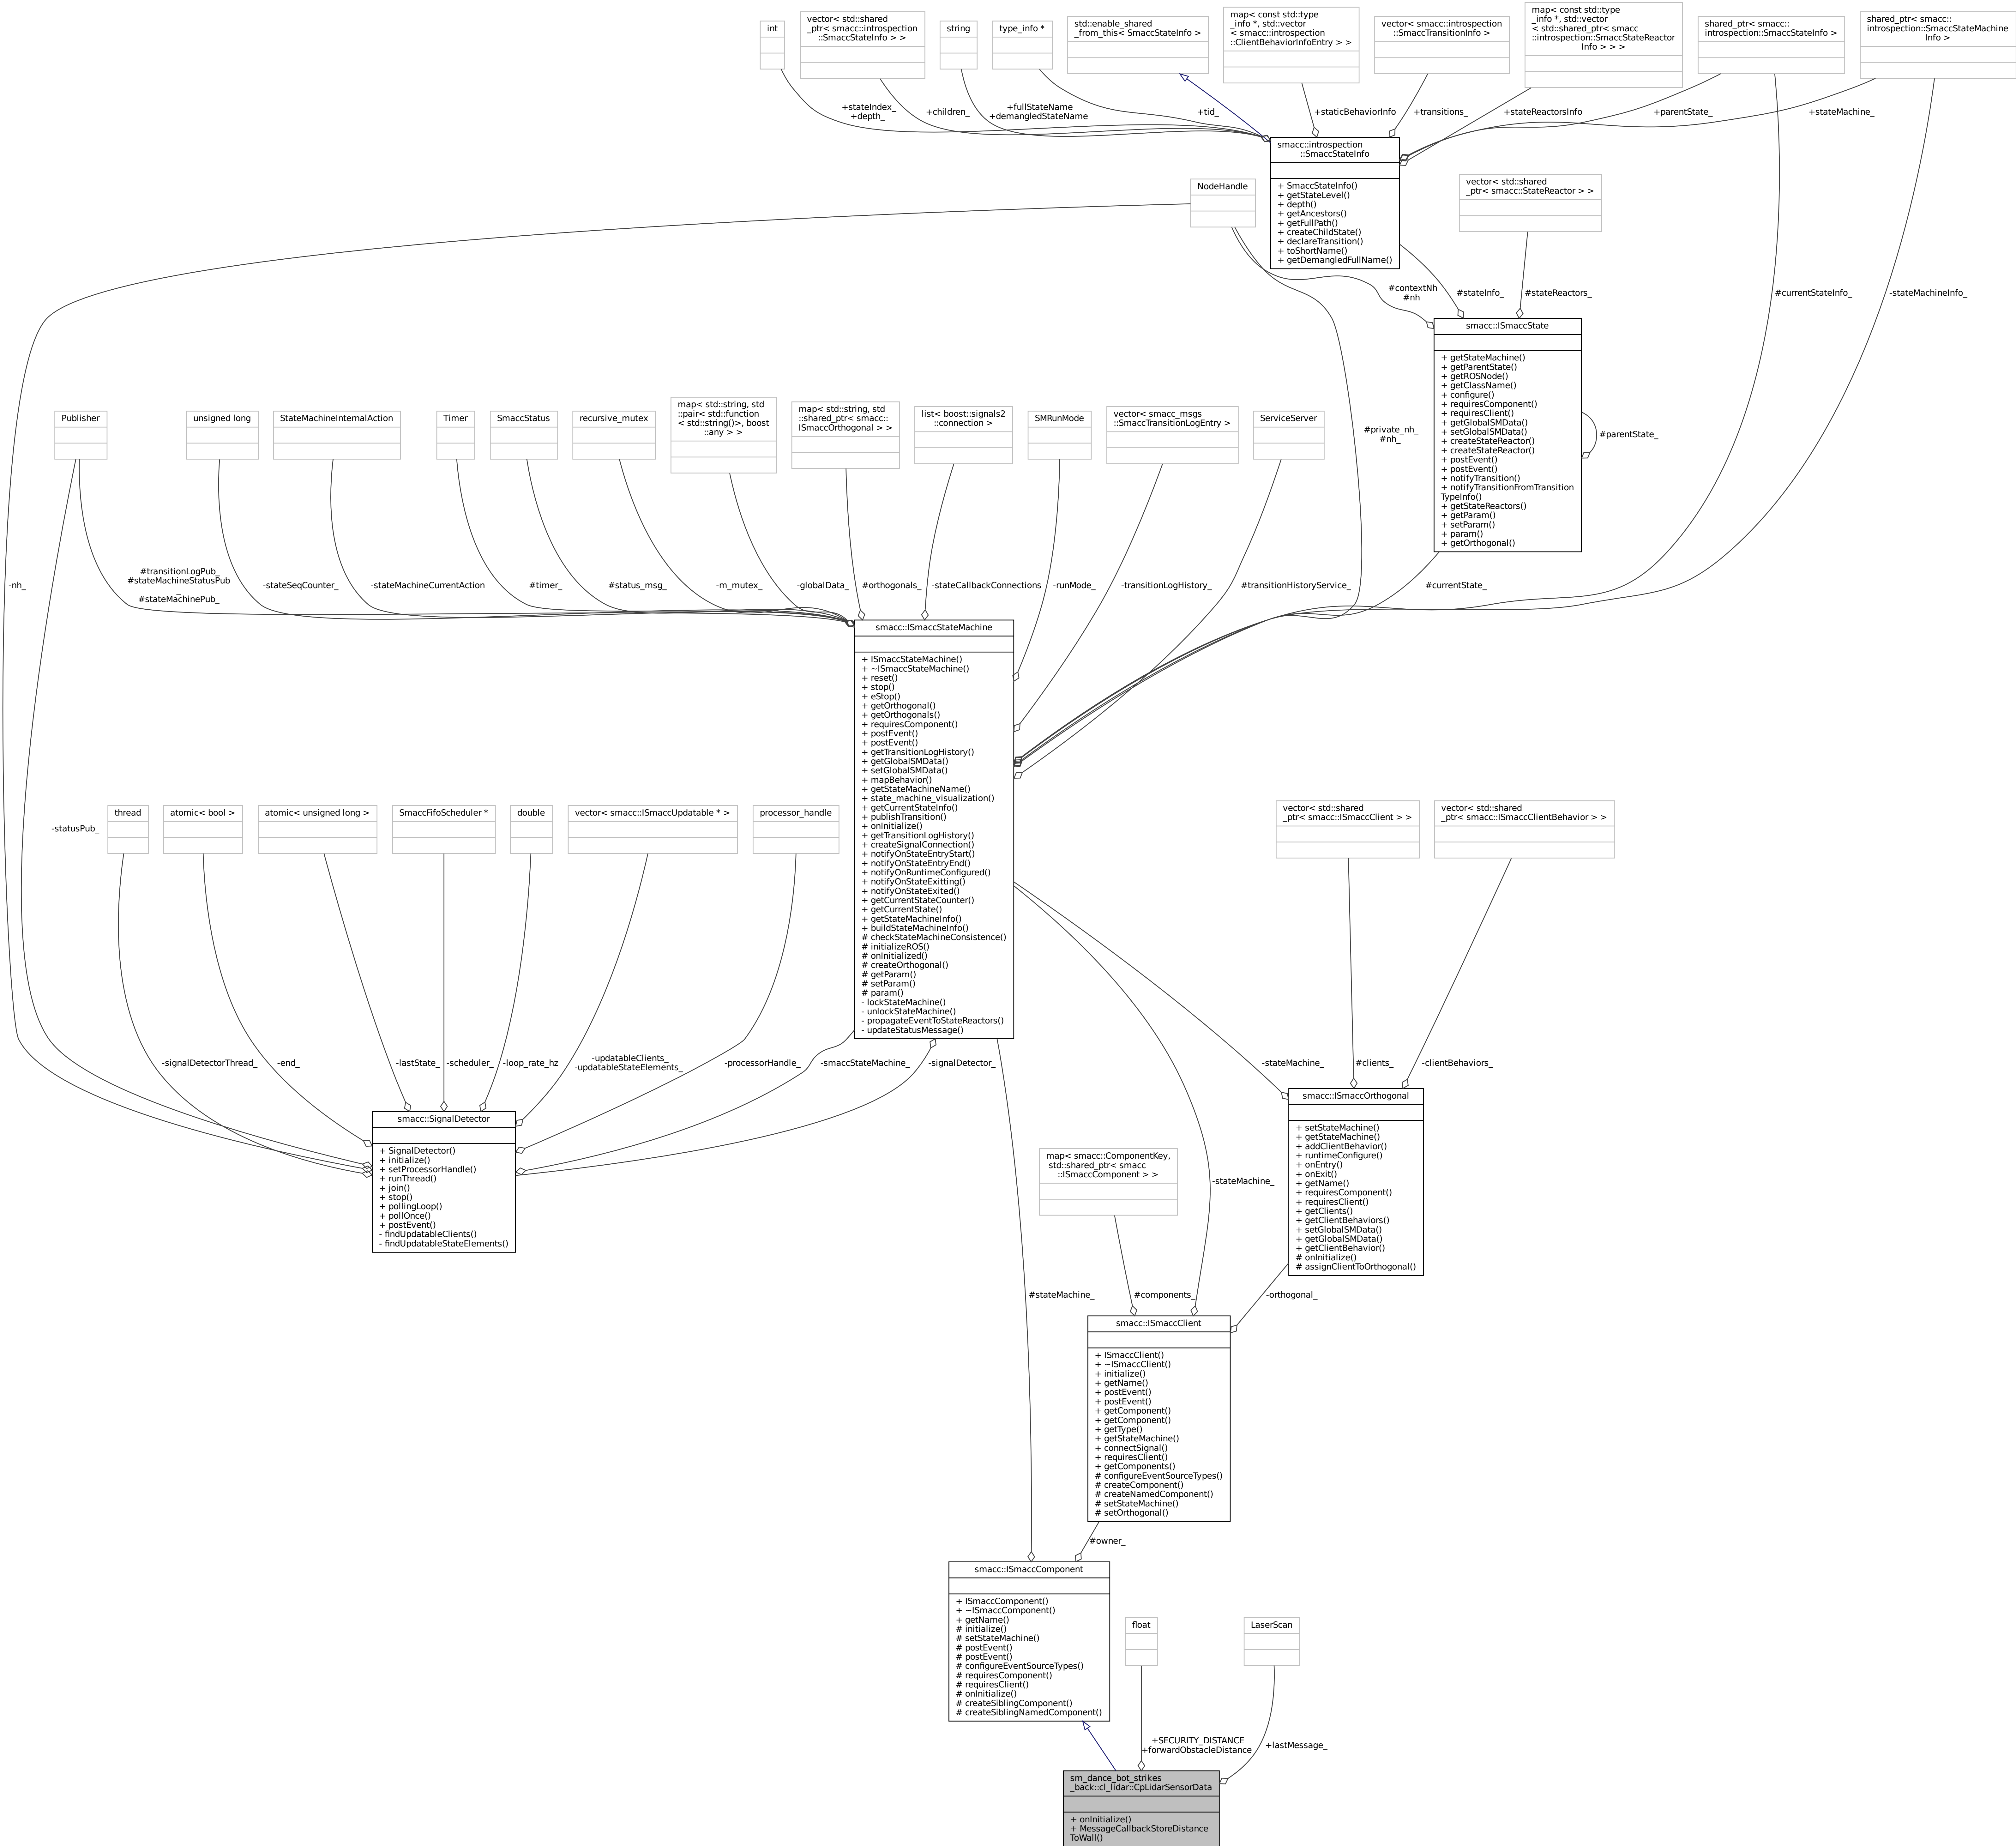 int
vector< std::shared
_ptr< smacc::introspection
::SmaccStateInfo > >
string
type_info *
std::enable_shared
_from_this< SmaccStateInfo >
map< const std::type
_info *, std::vector
< smacc::introspection
::ClientBehaviorInfoEntry > >
vector< smacc::introspection
::SmaccTransitionInfo >
map< const std::type
_info *, std::vector
< std::shared_ptr< smacc
::introspection::SmaccStateReactor
Info > > >
shared_ptr< smacc::
introspection::SmaccStateInfo >
shared_ptr< smacc::
introspection::SmaccStateMachine
Info >
+stateIndex_
+depth_
+children_
+fullStateName
+demangledStateName
+tid_
+staticBehaviorInfo
+transitions_
+stateReactorsInfo
+parentState_
+stateMachine_
smacc::introspection
::SmaccStateInfo
+ SmaccStateInfo()
+ getStateLevel()
+ depth()
+ getAncestors()
+ getFullPath()
+ createChildState()
+ declareTransition()
+ toShortName()
+ getDemangledFullName()
NodeHandle
vector< std::shared
_ptr< smacc::StateReactor > >
#contextNh
#nh
#stateInfo_
#stateReactors_
#currentStateInfo_
-stateMachineInfo_
smacc::ISmaccState
+ getStateMachine()
+ getParentState()
+ getROSNode()
+ getClassName()
+ configure()
+ requiresComponent()
+ requiresClient()
+ getGlobalSMData()
+ setGlobalSMData()
+ createStateReactor()
+ createStateReactor()
+ postEvent()
+ postEvent()
+ notifyTransition()
+ notifyTransitionFromTransition
TypeInfo()
+ getStateReactors()
+ getParam()
+ setParam()
+ param()
+ getOrthogonal()
#parentState_
Publisher
unsigned long
StateMachineInternalAction
Timer
SmaccStatus
recursive_mutex
map< std::string, std
::pair< std::function
< std::string()>, boost
::any > >
map< std::string, std
::shared_ptr< smacc::
ISmaccOrthogonal > >
list< boost::signals2
::connection >
SMRunMode
vector< smacc_msgs
::SmaccTransitionLogEntry >
ServiceServer
#private_nh_
#nh_
-nh_
#transitionLogPub_
#stateMachineStatusPub
_
#stateMachinePub_
-stateSeqCounter_
-stateMachineCurrentAction
#timer_
#status_msg_
-m_mutex_
-globalData_
#orthogonals_
-stateCallbackConnections
-runMode_
-transitionLogHistory_
#transitionHistoryService_
#currentState_
smacc::ISmaccStateMachine
+ ISmaccStateMachine()
+ ~ISmaccStateMachine()
+ reset()
+ stop()
+ eStop()
+ getOrthogonal()
+ getOrthogonals()
+ requiresComponent()
+ postEvent()
+ postEvent()
+ getTransitionLogHistory()
+ getGlobalSMData()
+ setGlobalSMData()
+ mapBehavior()
+ getStateMachineName()
+ state_machine_visualization()
+ getCurrentStateInfo()
+ publishTransition()
+ onInitialize()
+ getTransitionLogHistory()
+ createSignalConnection()
+ notifyOnStateEntryStart()
+ notifyOnStateEntryEnd()
+ notifyOnRuntimeConfigured()
+ notifyOnStateExitting()
+ notifyOnStateExited()
+ getCurrentStateCounter()
+ getCurrentState()
+ getStateMachineInfo()
+ buildStateMachineInfo()
# checkStateMachineConsistence()
# initializeROS()
# onInitialized()
# createOrthogonal()
# getParam()
# setParam()
# param()
- lockStateMachine()
- unlockStateMachine()
- propagateEventToStateReactors()
- updateStatusMessage()
-statusPub_
thread
atomic< bool >
atomic< unsigned long >
SmaccFifoScheduler *
double
vector< smacc::ISmaccUpdatable * >
processor_handle
vector< std::shared
_ptr< smacc::ISmaccClient > >
vector< std::shared
_ptr< smacc::ISmaccClientBehavior > >
-signalDetectorThread_
-end_
-lastState_
-scheduler_
-loop_rate_hz
-updatableClients_
-updatableStateElements_
-processorHandle_
-smaccStateMachine_
-signalDetector_
-stateMachine_
#clients_
-clientBehaviors_
smacc::SignalDetector
+ SignalDetector()
+ initialize()
+ setProcessorHandle()
+ runThread()
+ join()
+ stop()
+ pollingLoop()
+ pollOnce()
+ postEvent()
- findUpdatableClients()
- findUpdatableStateElements()
smacc::ISmaccOrthogonal
+ setStateMachine()
+ getStateMachine()
+ addClientBehavior()
+ runtimeConfigure()
+ onEntry()
+ onExit()
+ getName()
+ requiresComponent()
+ requiresClient()
+ getClients()
+ getClientBehaviors()
+ setGlobalSMData()
+ getGlobalSMData()
+ getClientBehavior()
# onInitialize()
# assignClientToOrthogonal()
map< smacc::ComponentKey,
std::shared_ptr< smacc
::ISmaccComponent > >
-stateMachine_
#stateMachine_
#components_
-orthogonal_
smacc::ISmaccClient
+ ISmaccClient()
+ ~ISmaccClient()
+ initialize()
+ getName()
+ postEvent()
+ postEvent()
+ getComponent()
+ getComponent()
+ getType()
+ getStateMachine()
+ connectSignal()
+ requiresClient()
+ getComponents()
# configureEventSourceTypes()
# createComponent()
# createNamedComponent()
# setStateMachine()
# setOrthogonal()
#owner_
smacc::ISmaccComponent
+ ISmaccComponent()
+ ~ISmaccComponent()
+ getName()
# initialize()
# setStateMachine()
# postEvent()
# postEvent()
# configureEventSourceTypes()
# requiresComponent()
# requiresClient()
# onInitialize()
# createSiblingComponent()
# createSiblingNamedComponent()
float
LaserScan
+SECURITY_DISTANCE
+forwardObstacleDistance
+lastMessage_
sm_dance_bot_strikes
_back::cl_lidar::CpLidarSensorData
+ onInitialize()
+ MessageCallbackStoreDistance
ToWall()